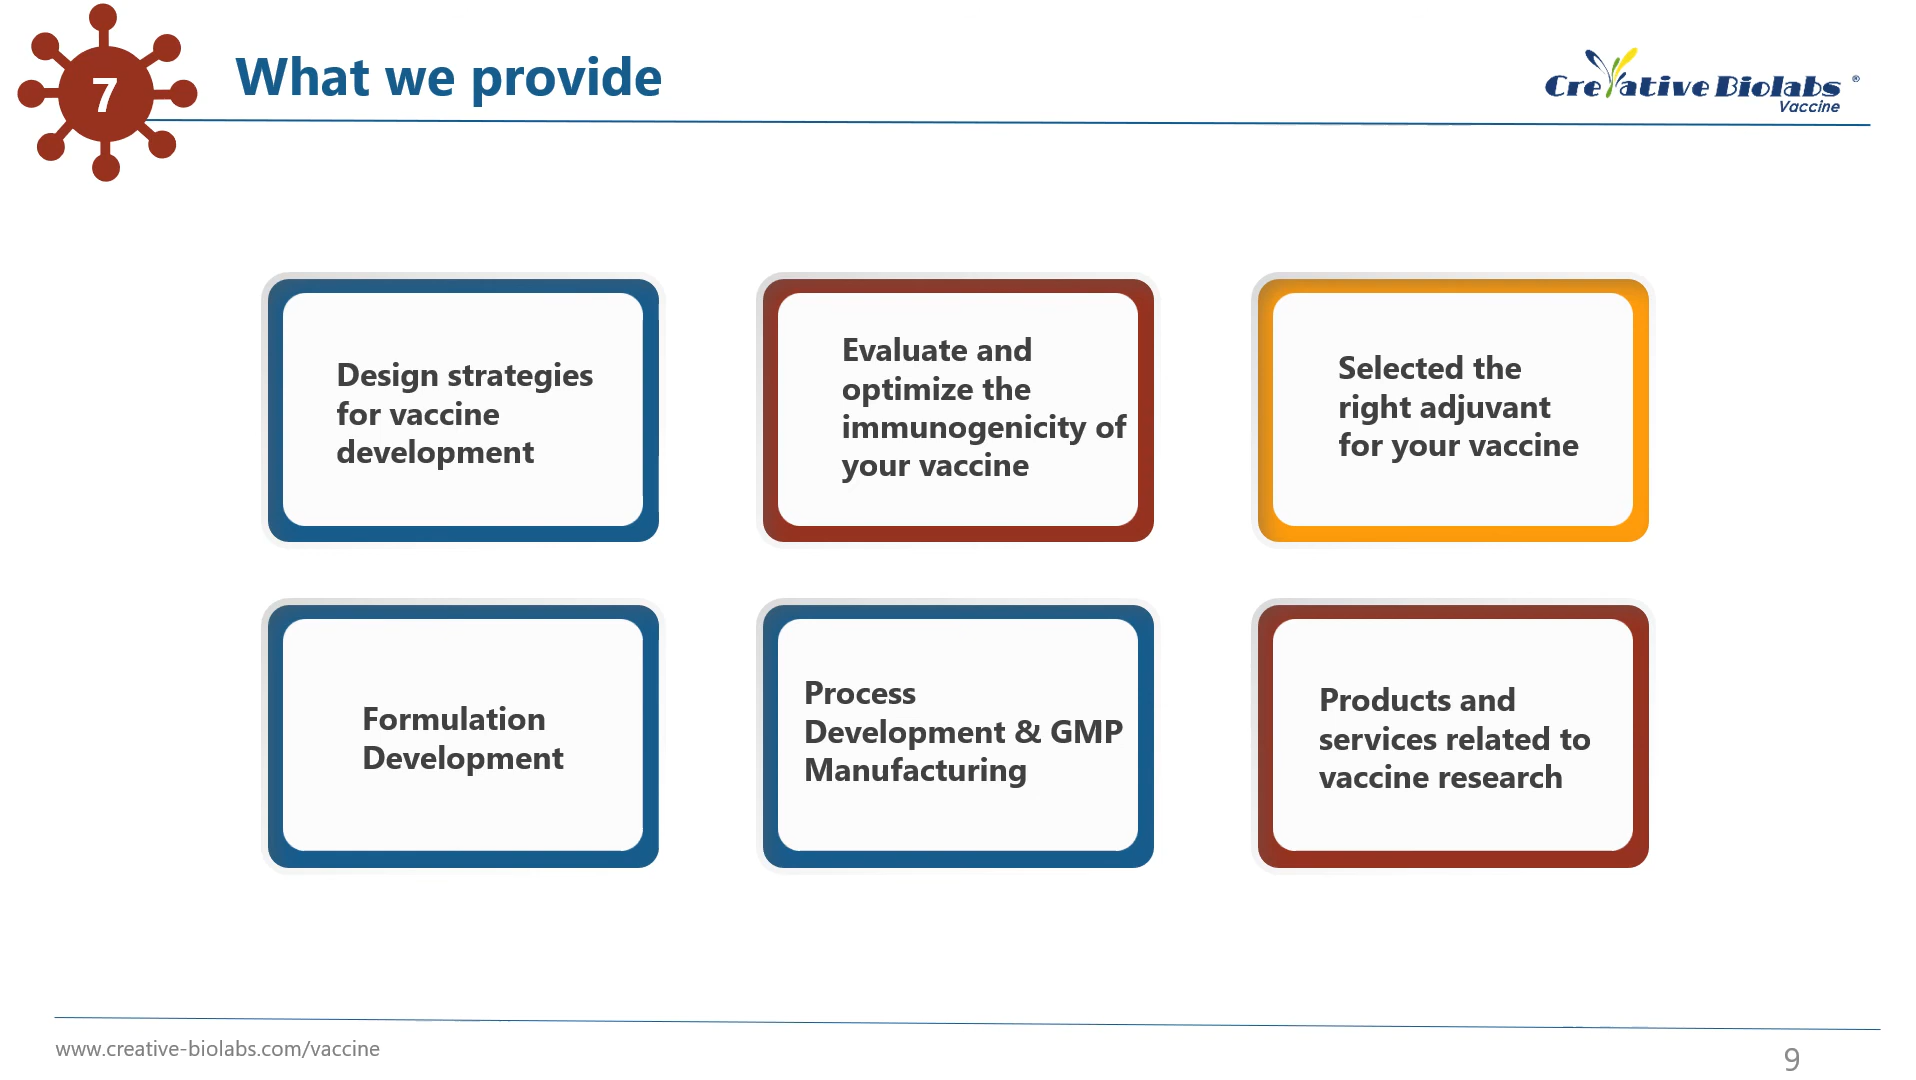 7
What we provide
Creative Biolabs ®
Vaccine
Design strategies
for vaccine
development
Evaluate and
optimize the
immunogenicity of
your vaccine
Selected the
right adjuvant
for your vaccine
Formulation
Development
Process
Development & GMP
Manufacturing
Products and
services related to
vaccine research
www.creative-biolabs.com/vaccine
9